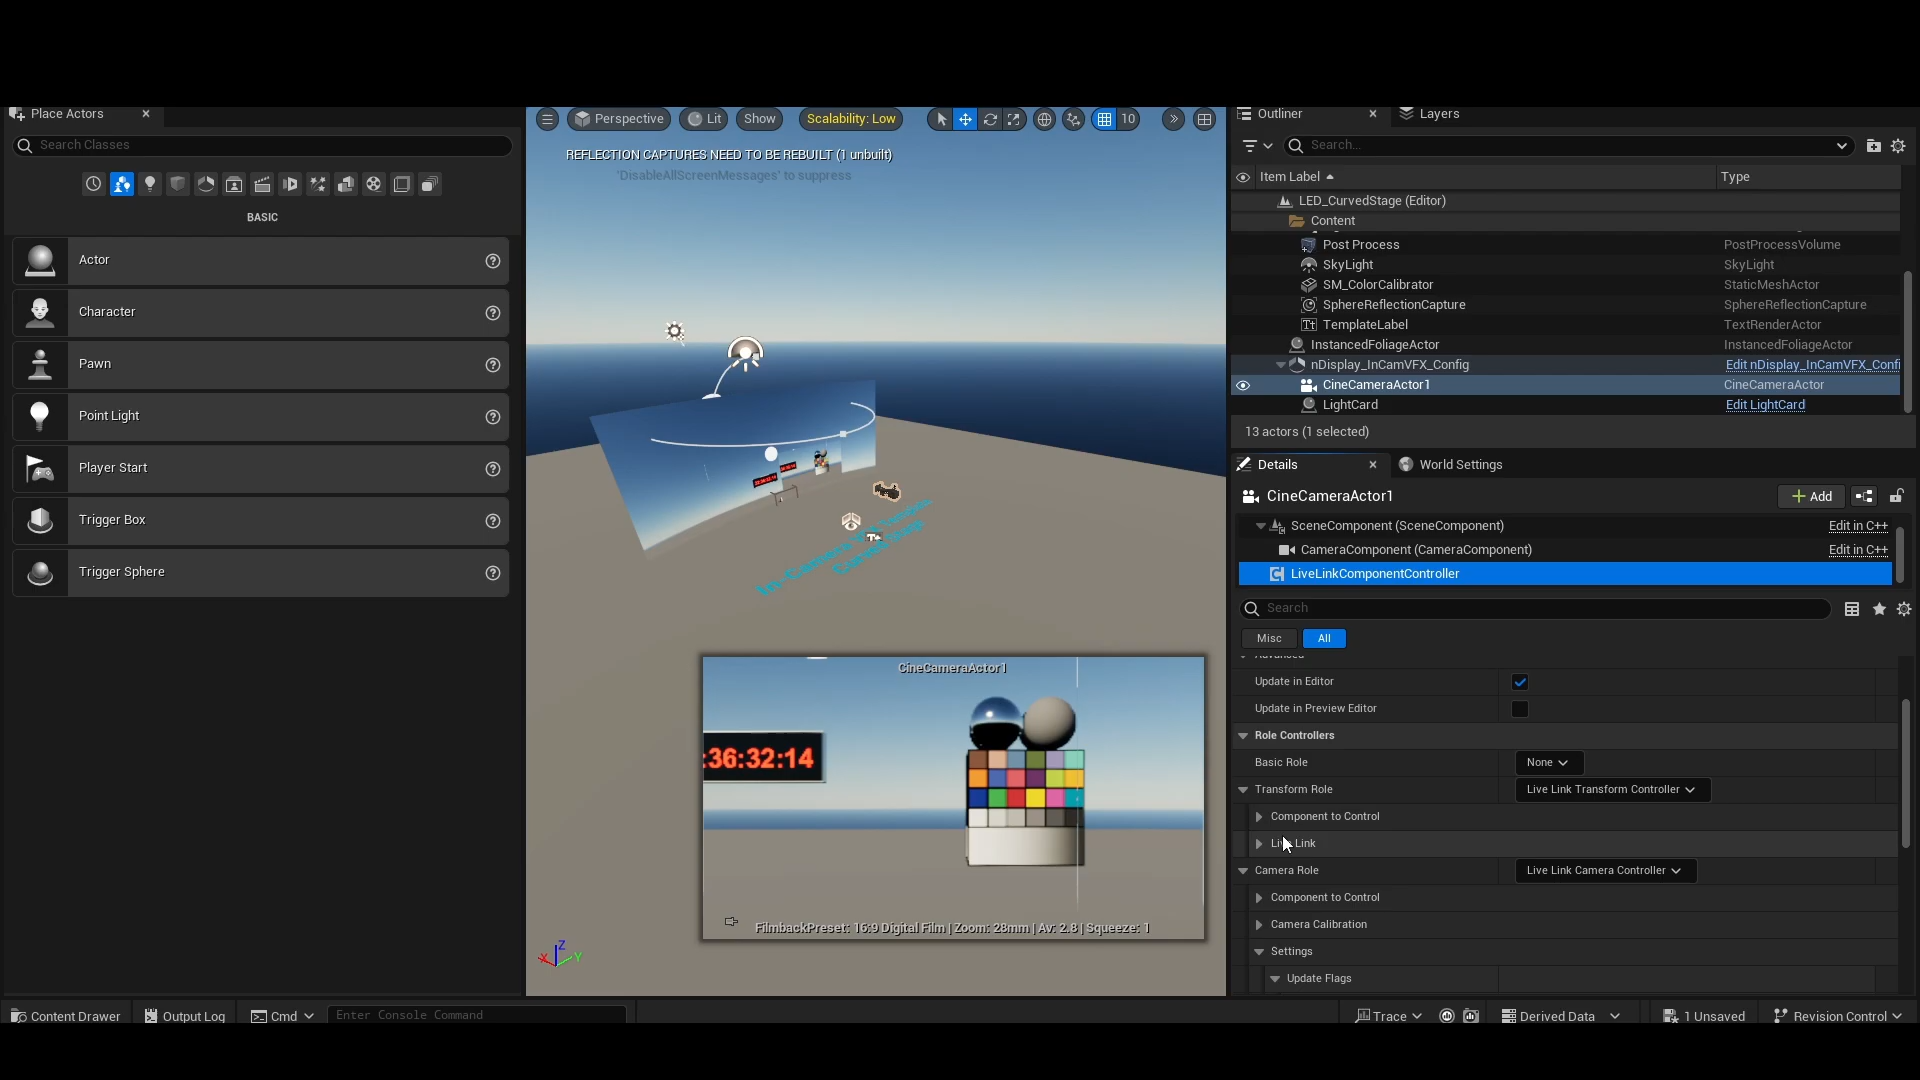 Place Actors
Search Classes
BASIC
Actor
Character
Pawn
Point Light
Player Start
Trigger Box
Trigger Sphere
Perspective
Lit
Show
Scalability: Low
10
REFLECTION CAPTURES NEED TO BE REBUILT (1 unbuilt)
'DisableAllScreenMessages' to suppress
CineCameraActor1
:36:32:14
FilmbackPreset: 16:9 Digital Film | Zoom: 28mm | Av: 2.8 | Squeeze: 1
Z
X
Y
Outliner
Layers
Search...
Item Label
Type
LED_CurvedStage (Editor)
Content
Post Process
PostProcessVolume
SkyLight
SkyLight
SM_ColorCalibrator
StaticMeshActor
SphereReflectionCapture
SphereReflectionCapture
TemplateLabel
TextRenderActor
InstancedFoliageActor
InstancedFoliageActor
nDisplay_InCamVFX_Config
Edit nDisplay_InCamVFX_Confi
CineCameraActor1
CineCameraActor
LightCard
Edit LightCard
13 actors (1 selected)
Details
World Settings
CineCameraActor1
Add
SceneComponent (SceneComponent)
Edit in C++
CameraComponent (CameraComponent)
Edit in C++
LiveLinkComponentController
Search
Misc
All
Advanced
Update in Editor
Update in Preview Editor
Role Controllers
Basic Role
None
Transform Role
Live Link Transform Controller
Component to Control
Live Link
Camera Role
Live Link Camera Controller
Component to Control
Camera Calibration
Settings
Update Flags
Content Drawer
Output Log
Cmd
Enter Console Command
Trace
Derived Data
1 Unsaved
Revision Control